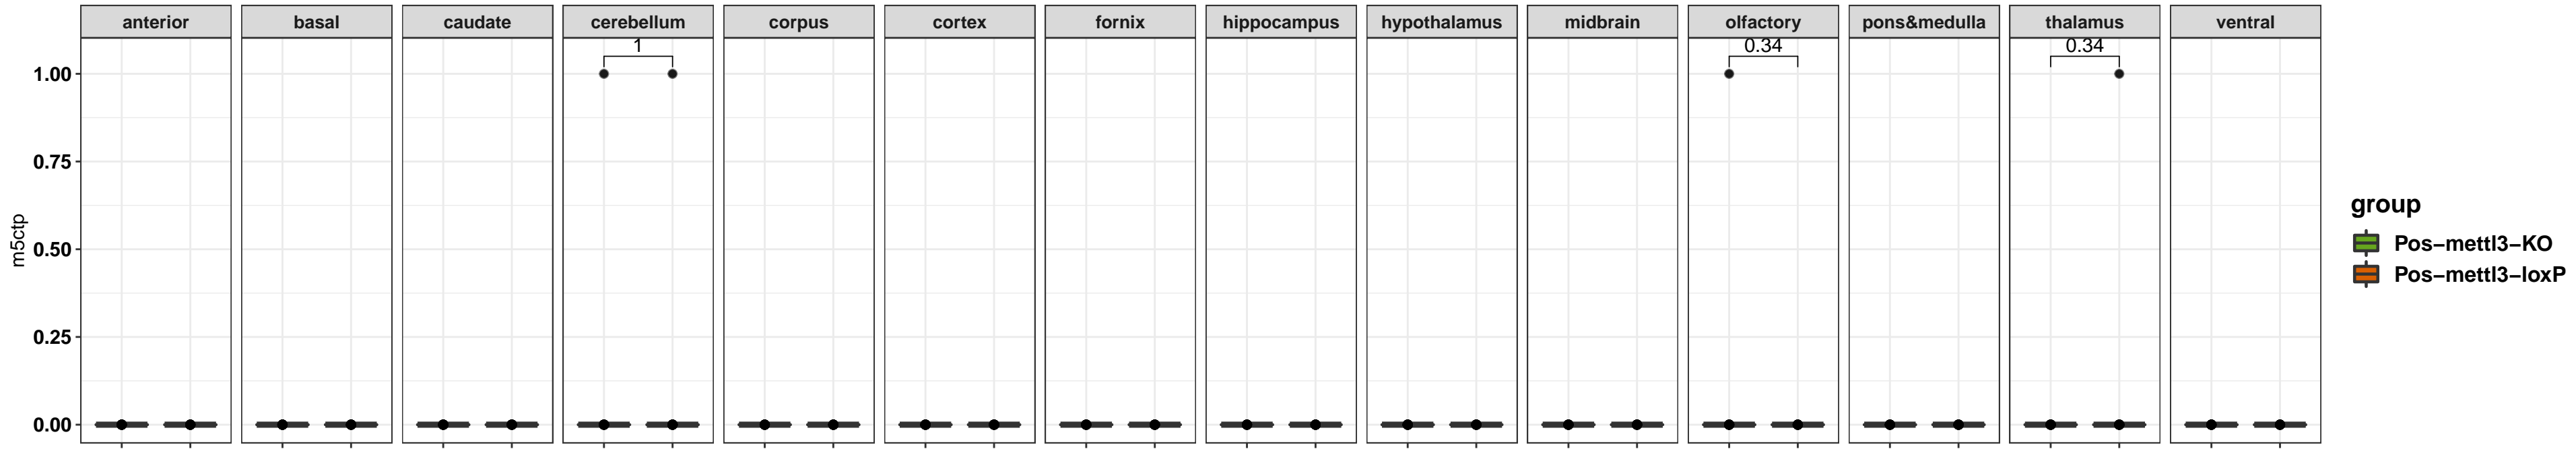 anterior basal caudate cerebellum corpus cortex fornix hippocampus hypothalamus midbrain olfactory pons&medulla thalamus ventral
1 0.34 0.34
1.00
0.75
0.50
0.25
0.00
m5ctp
group
Pos−mettl3−KO
Pos−mettl3−loxP